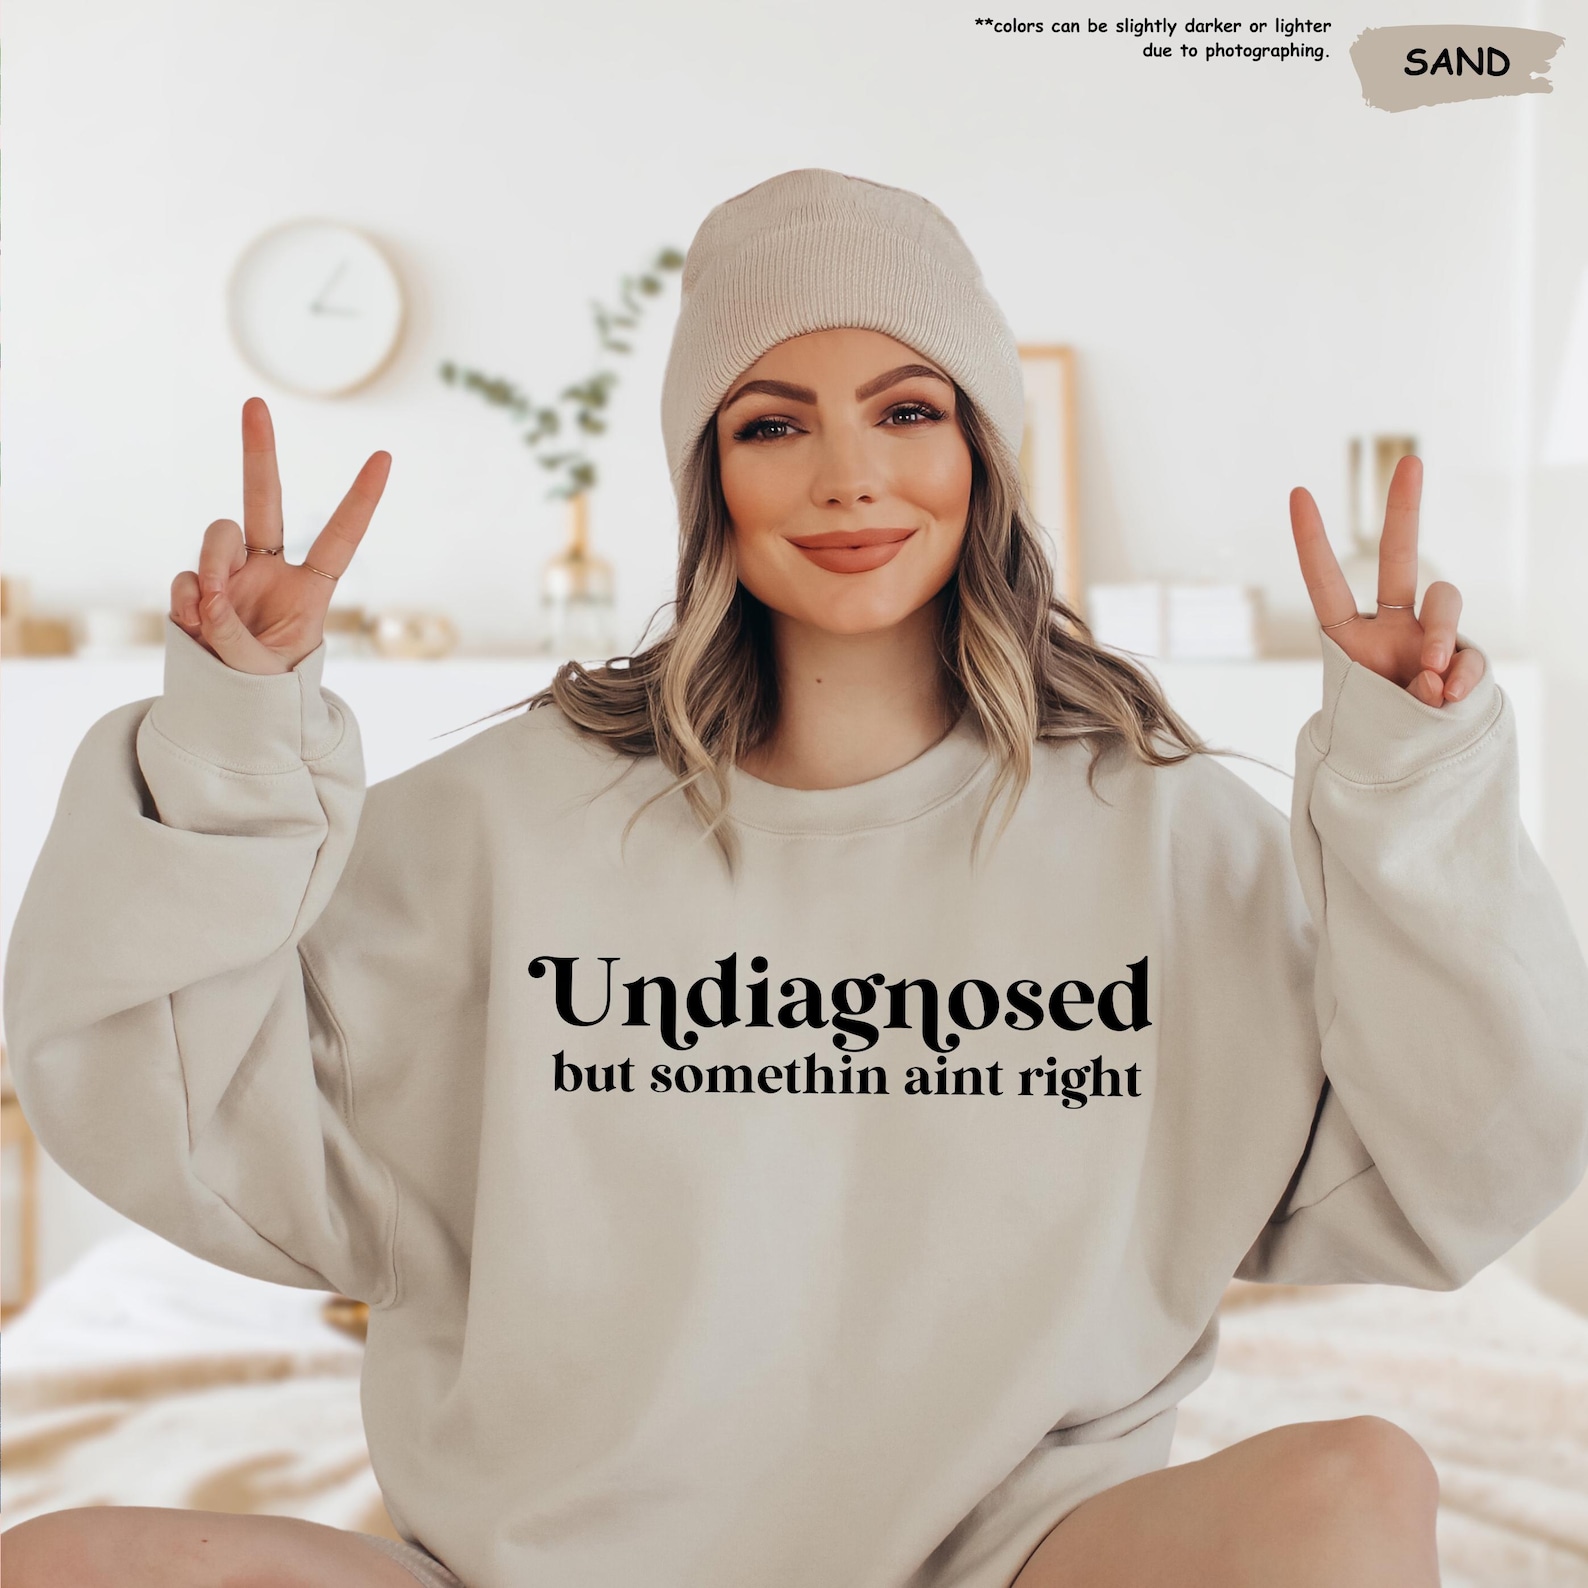 **colors can be slightly darker or lighter
due to photographing.
SAND
Undiagnosed
but somethin aint right